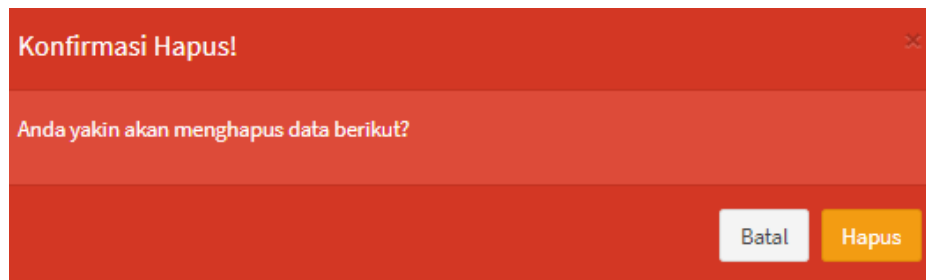 Konfirmasi Hapus!
×
Anda yakin akan menghapus data berikut?
Batal
Hapus